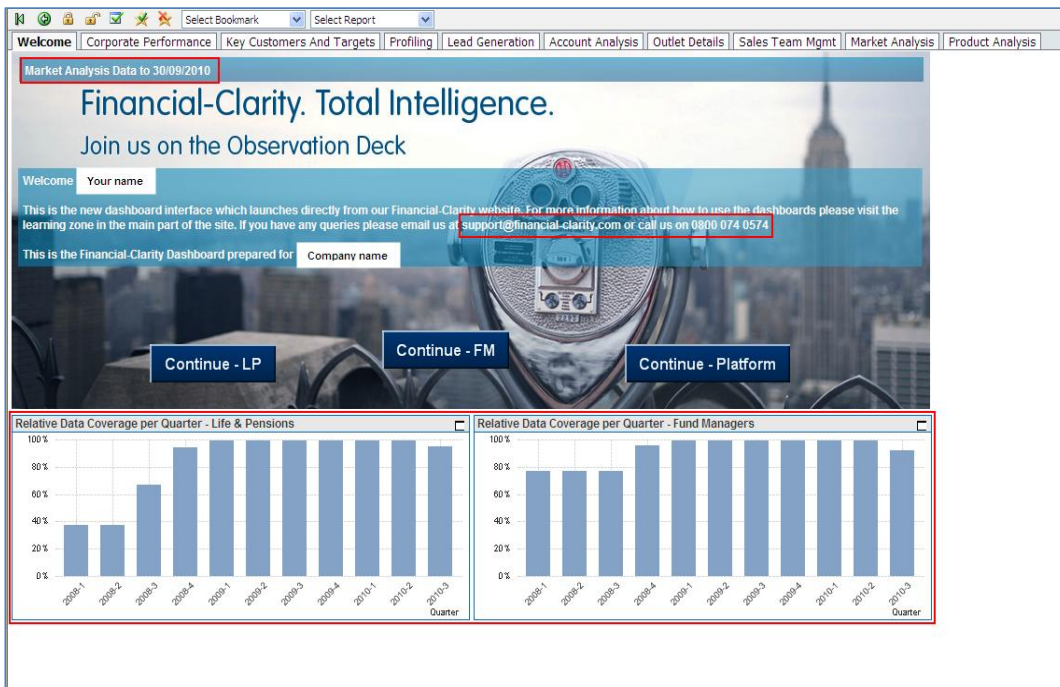 Select Bookmark Select Report
Welcome Corporate Performance Key Customers And Targets Profiling Lead Generation Account Analysis Outlet Details Sales Team Mgmt Market Analysis Product Analysis
Market Analysis Data to 30/09/2010
Financial-Clarity. Total Intelligence.
Join us on the Observation Deck
Welcome Your name
This is the new dashboard interface which launches directly from our Financial-Clarity website. For more information about how to use the dashboards please visit the
learning zone in the main part of the site. If you have any queries please email us at support@financial-clarity.com or call us on 0800 074 0574
This is the Financial-Clarity Dashboard prepared for Company name
Continue - LP Continue - FM Continue - Platform
Relative Data Coverage per Quarter - Life & Pensions
100%
80%
60%
40%
20%
0%
2008-1 2008-2 2008-3 2008-4 2009-1 2009-2 2009-3 2009-4 2010-1 2010-2 2010-3
Quarter
Relative Data Coverage per Quarter - Fund Managers
100%
80%
60%
40%
20%
0%
2008-1 2008-2 2008-3 2008-4 2009-1 2009-2 2009-3 2009-4 2010-1 2010-2 2010-3
Quarter